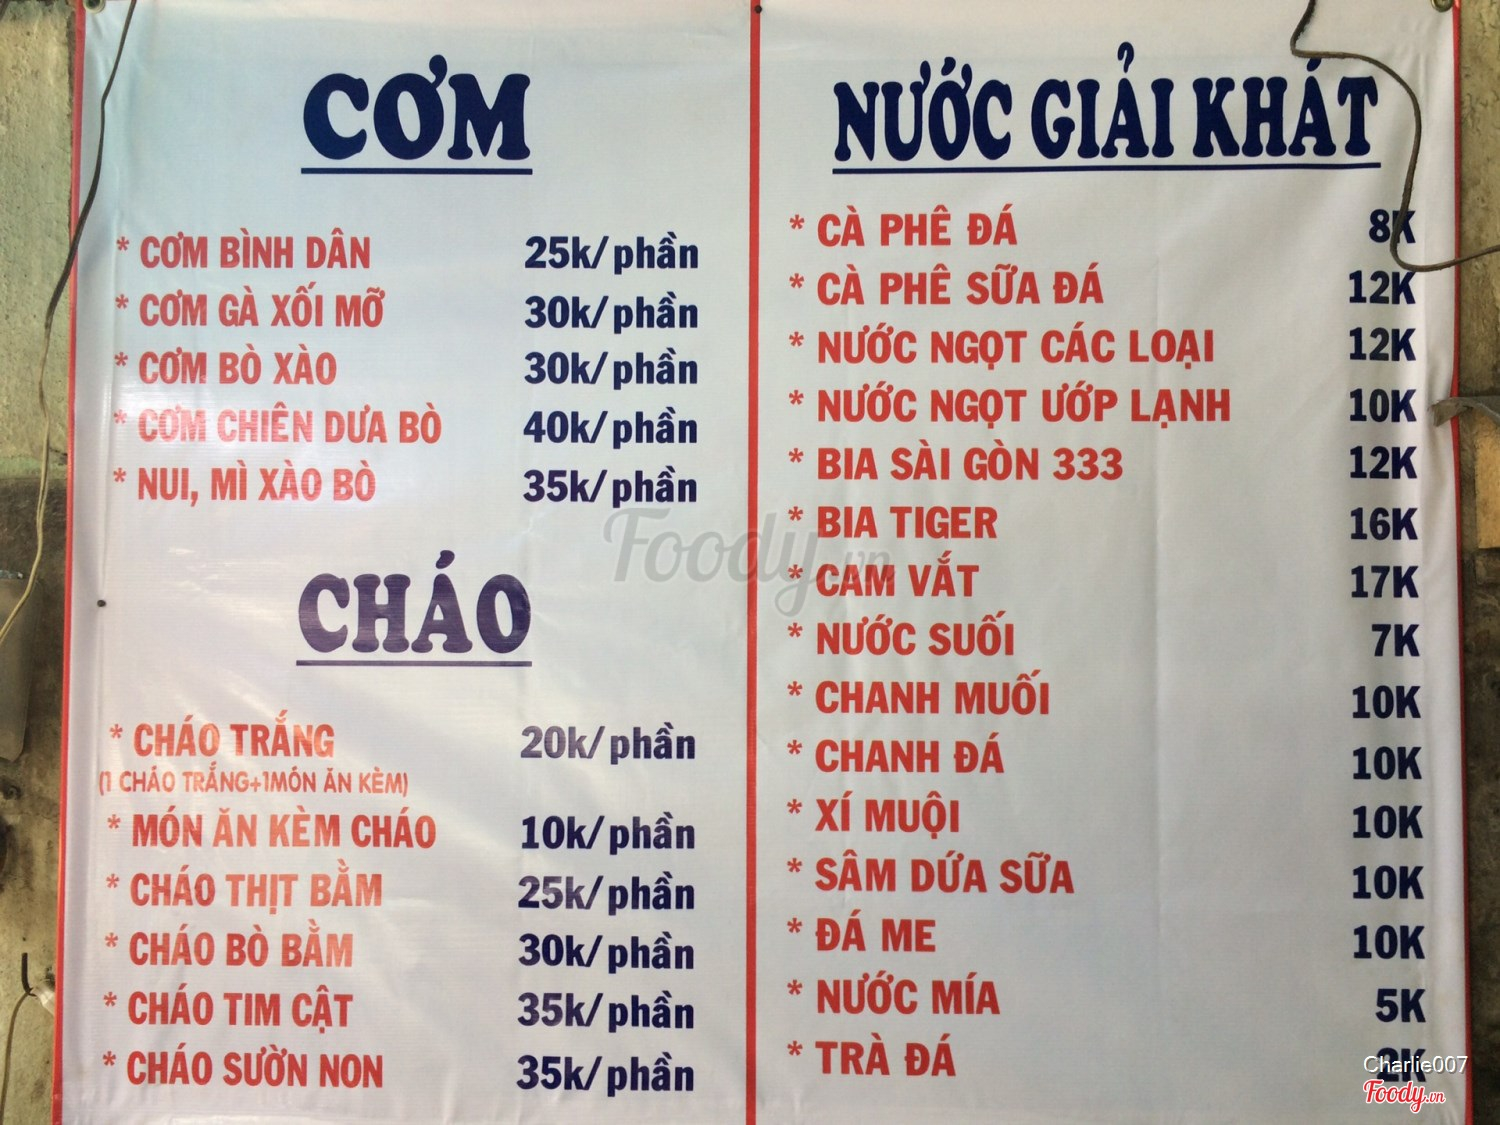 CƠM
* CƠM BÌNH DÂN 25k/phần
* CƠM GÀ XỐI MỠ 30k/phần
* CƠM BÒ XÀO 30k/phần
* CƠM CHIÊN DƯA BÒ 40k/phần
* NUI, MÌ XÀO BÒ 35k/phần
CHÁO
* CHÁO TRẮNG 20k/phần
(1 CHÁO TRẮNG+1MÓN ĂN KÈM)
* MÓN ĂN KÈM CHÁO 10k/phần
* CHÁO THỊT BẰM 25k/phần
* CHÁO BÒ BẰM 30k/phần
* CHÁO TIM CẬT 35k/phần
* CHÁO SƯỜN NON 35k/phần
NƯỚC GIẢI KHÁT
* CÀ PHÊ ĐÁ 8K
* CÀ PHÊ SỮA ĐÁ 12K
* NƯỚC NGỌT CÁC LOẠI 12K
* NƯỚC NGỌT ƯỚP LẠNH 10K
* BIA SÀI GÒN 333 12K
* BIA TIGER 16K
* CAM VẮT 17K
* NƯỚC SUỐI 7K
* CHANH MUỐI 10K
* CHANH ĐÁ 10K
* XÍ MUỘI 10K
* SÂM DỨA SỮA 10K
* ĐÁ ME 10K
* NƯỚC MÍA 5K
* TRÀ ĐÁ 2K
Foody.vn
Charlie007
Foody.vn